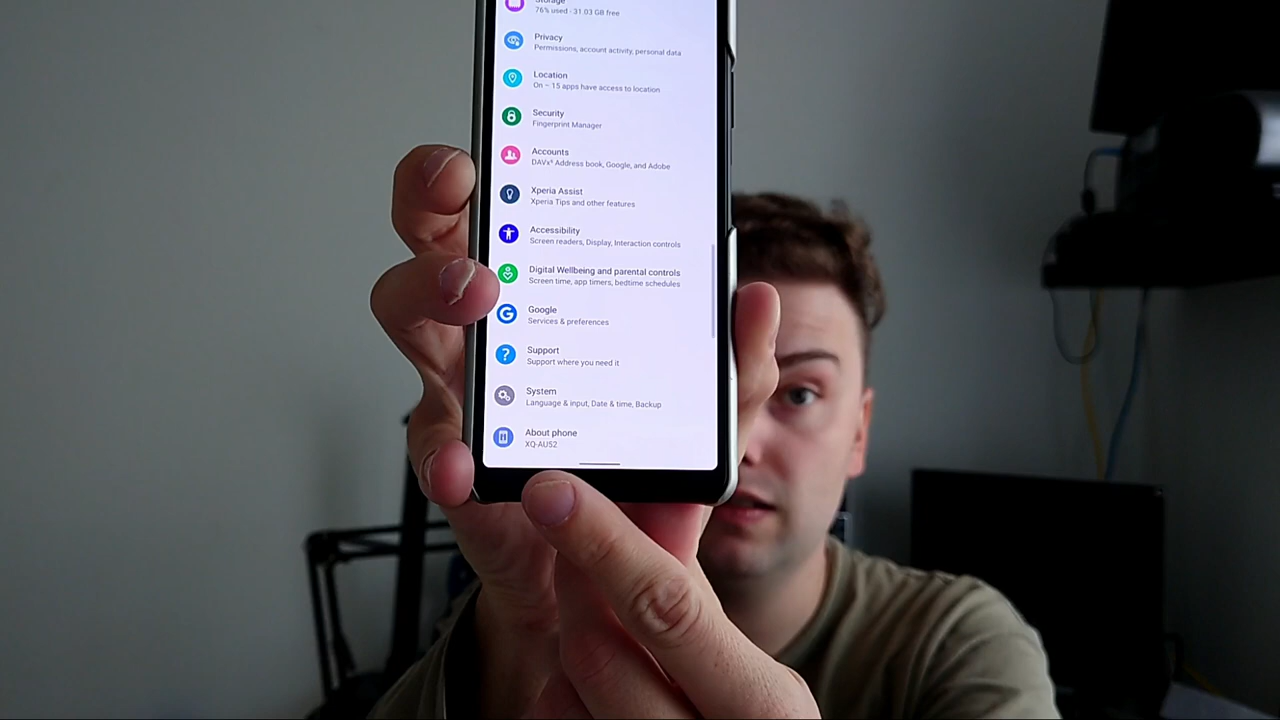 Storage
76% used - 31.03 GB free
Privacy
Permissions, account activity, personal data
Location
On – 15 apps have access to location
Security
Fingerprint Manager
Accounts
DAVx⁵ Address book, Google, and Adobe
Xperia Assist
Xperia Tips and other features
Accessibility
Screen readers, Display, Interaction controls
Digital Wellbeing and parental controls
Screen time, app timers, bedtime schedules
Google
Services & preferences
Support
Support where you need it
System
Language & input, Date & time, Backup
About phone
XQ-AU52